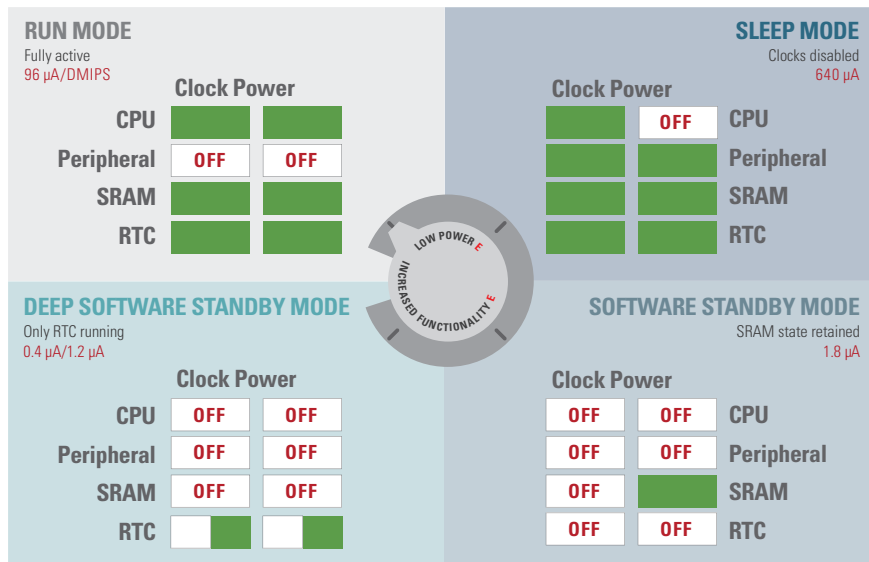 RUN MODE
Fully active
96 µA/DMIPS
Clock Power
CPU
Peripheral OFF OFF
SRAM
RTC
SLEEP MODE
Clocks disabled
640 µA
Clock Power
OFF CPU
Peripheral
SRAM
RTC
LOW POWER E
INCREASED FUNCTIONALITY E
DEEP SOFTWARE STANDBY MODE
Only RTC running
0.4 µA/1.2 µA
Clock Power
CPU OFF OFF
Peripheral OFF OFF
SRAM OFF OFF
RTC
SOFTWARE STANDBY MODE
SRAM state retained
1.8 µA
Clock Power
OFF OFF CPU
OFF OFF Peripheral
OFF SRAM
OFF OFF RTC